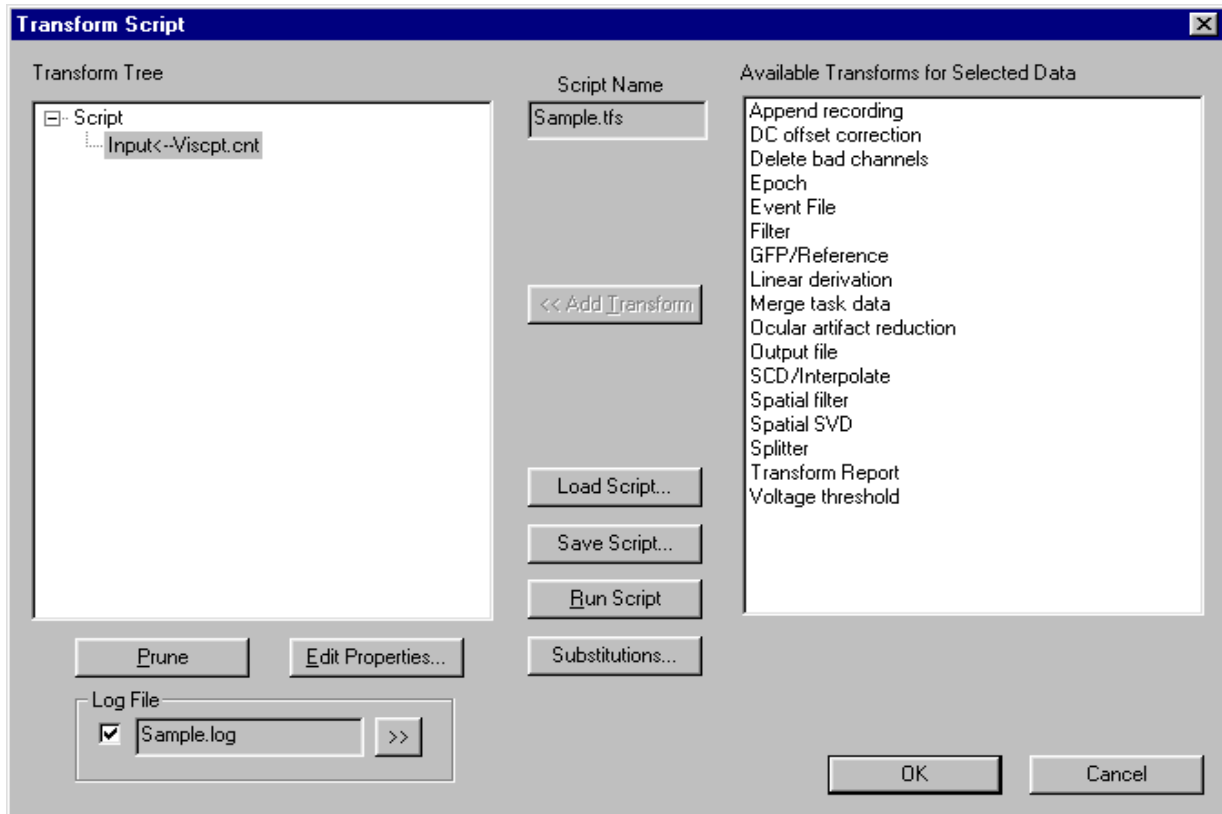 Transform Script
Transform Tree
Script
Input<--Viscpt.cnt
Prune
Edit Properties...
Log File
Sample.log
>>
Script Name
Sample.tfs
<< Add Transform
Load Script...
Save Script...
Run Script
Substitutions...
Available Transforms for Selected Data
Append recording
DC offset correction
Delete bad channels
Epoch
Event File
Filter
GFP/Reference
Linear derivation
Merge task data
Ocular artifact reduction
Output file
SCD/Interpolate
Spatial filter
Spatial SVD
Splitter
Transform Report
Voltage threshold
OK
Cancel